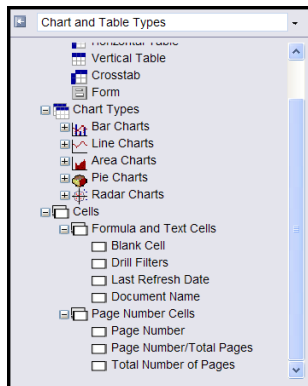 Chart and Table Types
Horizontal Table
Vertical Table
Crosstab
Form
Chart Types
Bar Charts
Line Charts
Area Charts
Pie Charts
Radar Charts
Cells
Formula and Text Cells
Blank Cell
Drill Filters
Last Refresh Date
Document Name
Page Number Cells
Page Number
Page Number/Total Pages
Total Number of Pages